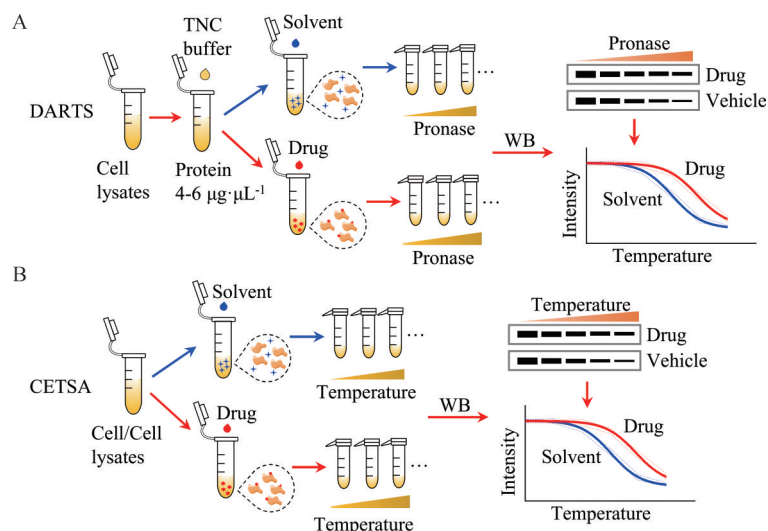 A
TNC
buffer
Solvent
DARTS
Cell
lysates
Protein
4-6 μg·μL-1
Drug
Pronase
...
Pronase
...
WB
Pronase
Drug
Vehicle
Intensity
Drug
Solvent
Temperature
B
Solvent
CETSA
Cell/Cell
lysates
Drug
Temperature
...
Temperature
...
WB
Temperature
Drug
Vehicle
Intensity
Drug
Solvent
Temperature